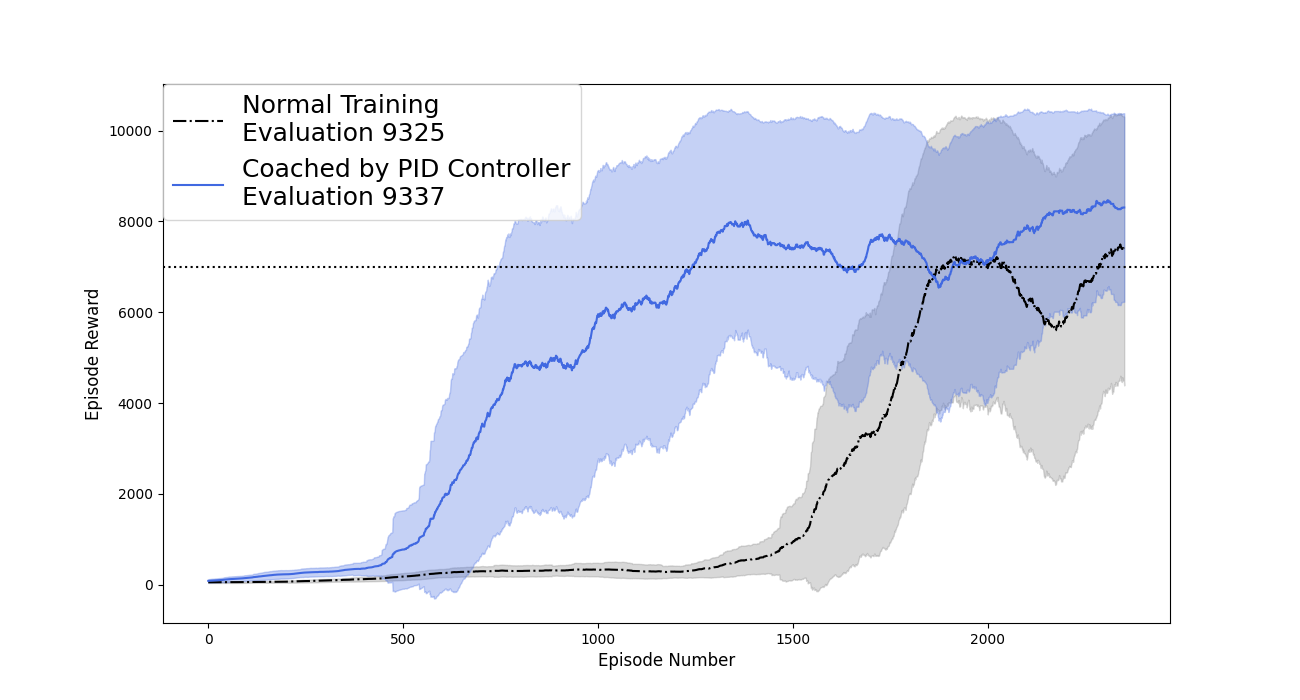 Normal Training
Evaluation 9325
Coached by PID Controller
Evaluation 9337
10000
8000
6000
4000
2000
0
Episode Reward
0 500 1000 1500 2000
Episode Number